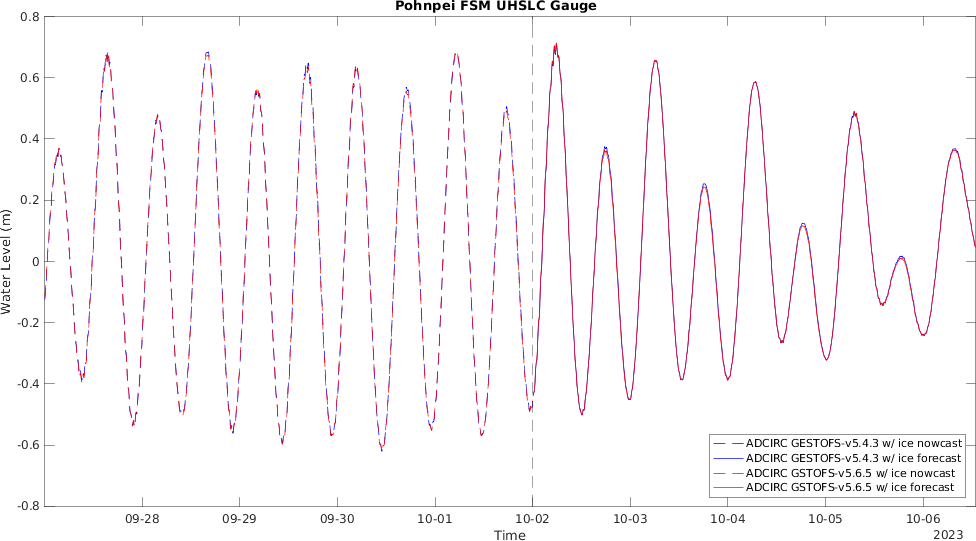 Pohnpei FSM UHSLC Gauge
0.8
0.6
0.4
0.2
0
-0.2
-0.4
-0.6
-0.8
Water Level (m)
ADCIRC GESTOFS-v5.4.3 w/ ice nowcast
ADCIRC GESTOFS-v5.4.3 w/ ice forecast
ADCIRC GSTOFS-v5.6.5 w/ ice nowcast
ADCIRC GSTOFS-v5.6.5 w/ ice forecast
09-28 09-29 09-30 10-01 10-02 10-03 10-04 10-05 10-06
Time
2023